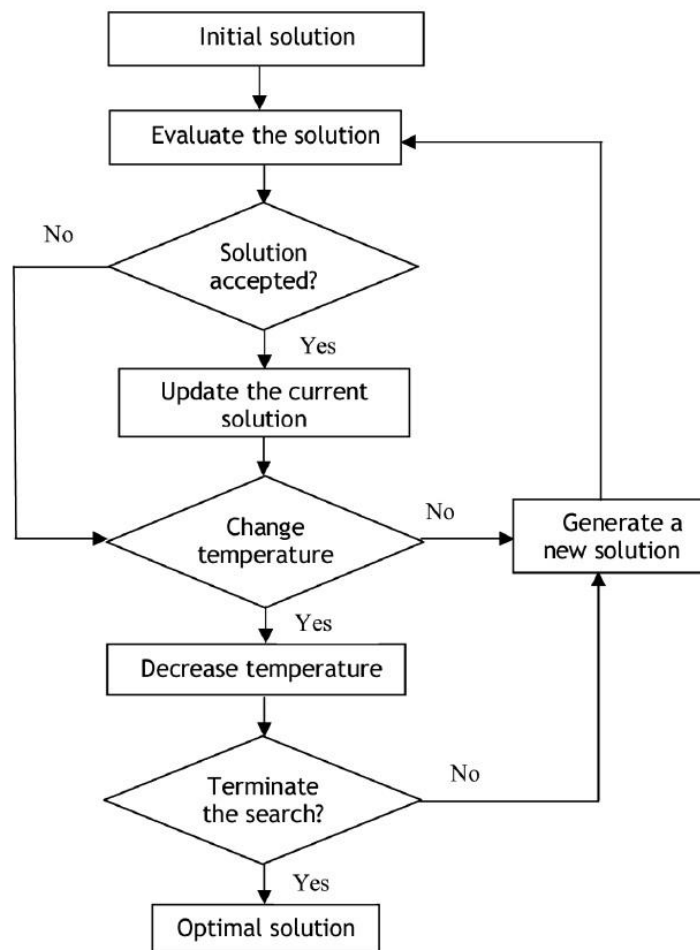 Initial solution
Evaluate the solution
No
Solution
accepted?
Yes
Update the current
solution
Change
temperature
No
Generate a
new solution
Yes
Decrease temperature
Terminate
the search?
No
Yes
Optimal solution